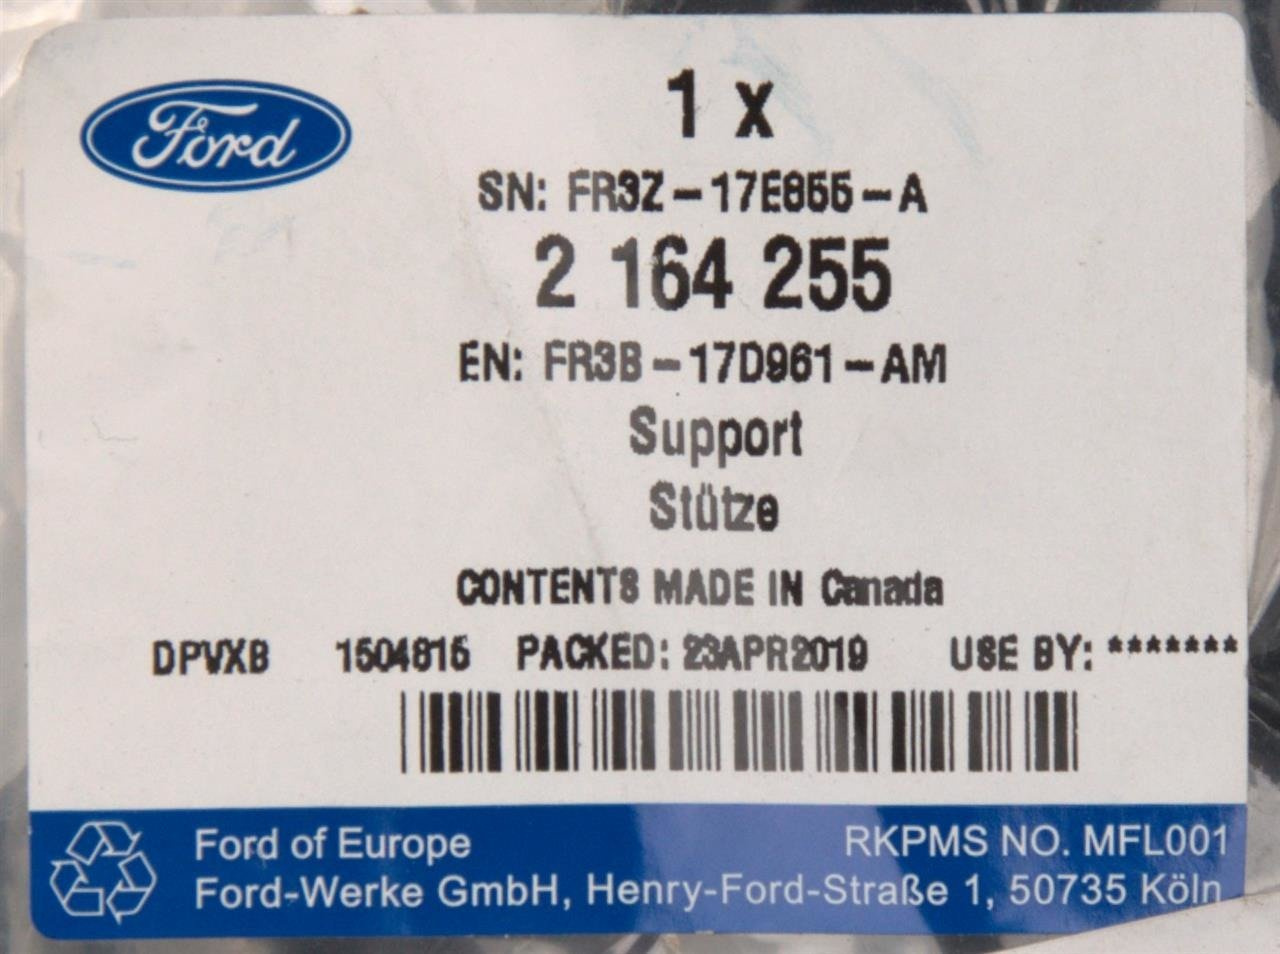 Ford
1 x
SN: FR3Z-17E855-A
2 164 255
EN: FR3B-17D961-AM
Support
Stütze
CONTENTS MADE IN Canada
DPVXB 1504815 PACKED: 23APR2019 USE BY: *******
Ford of Europe RKPMS NO. MFL001
Ford-Werke GmbH, Henry-Ford-Straße 1, 50735 Köln